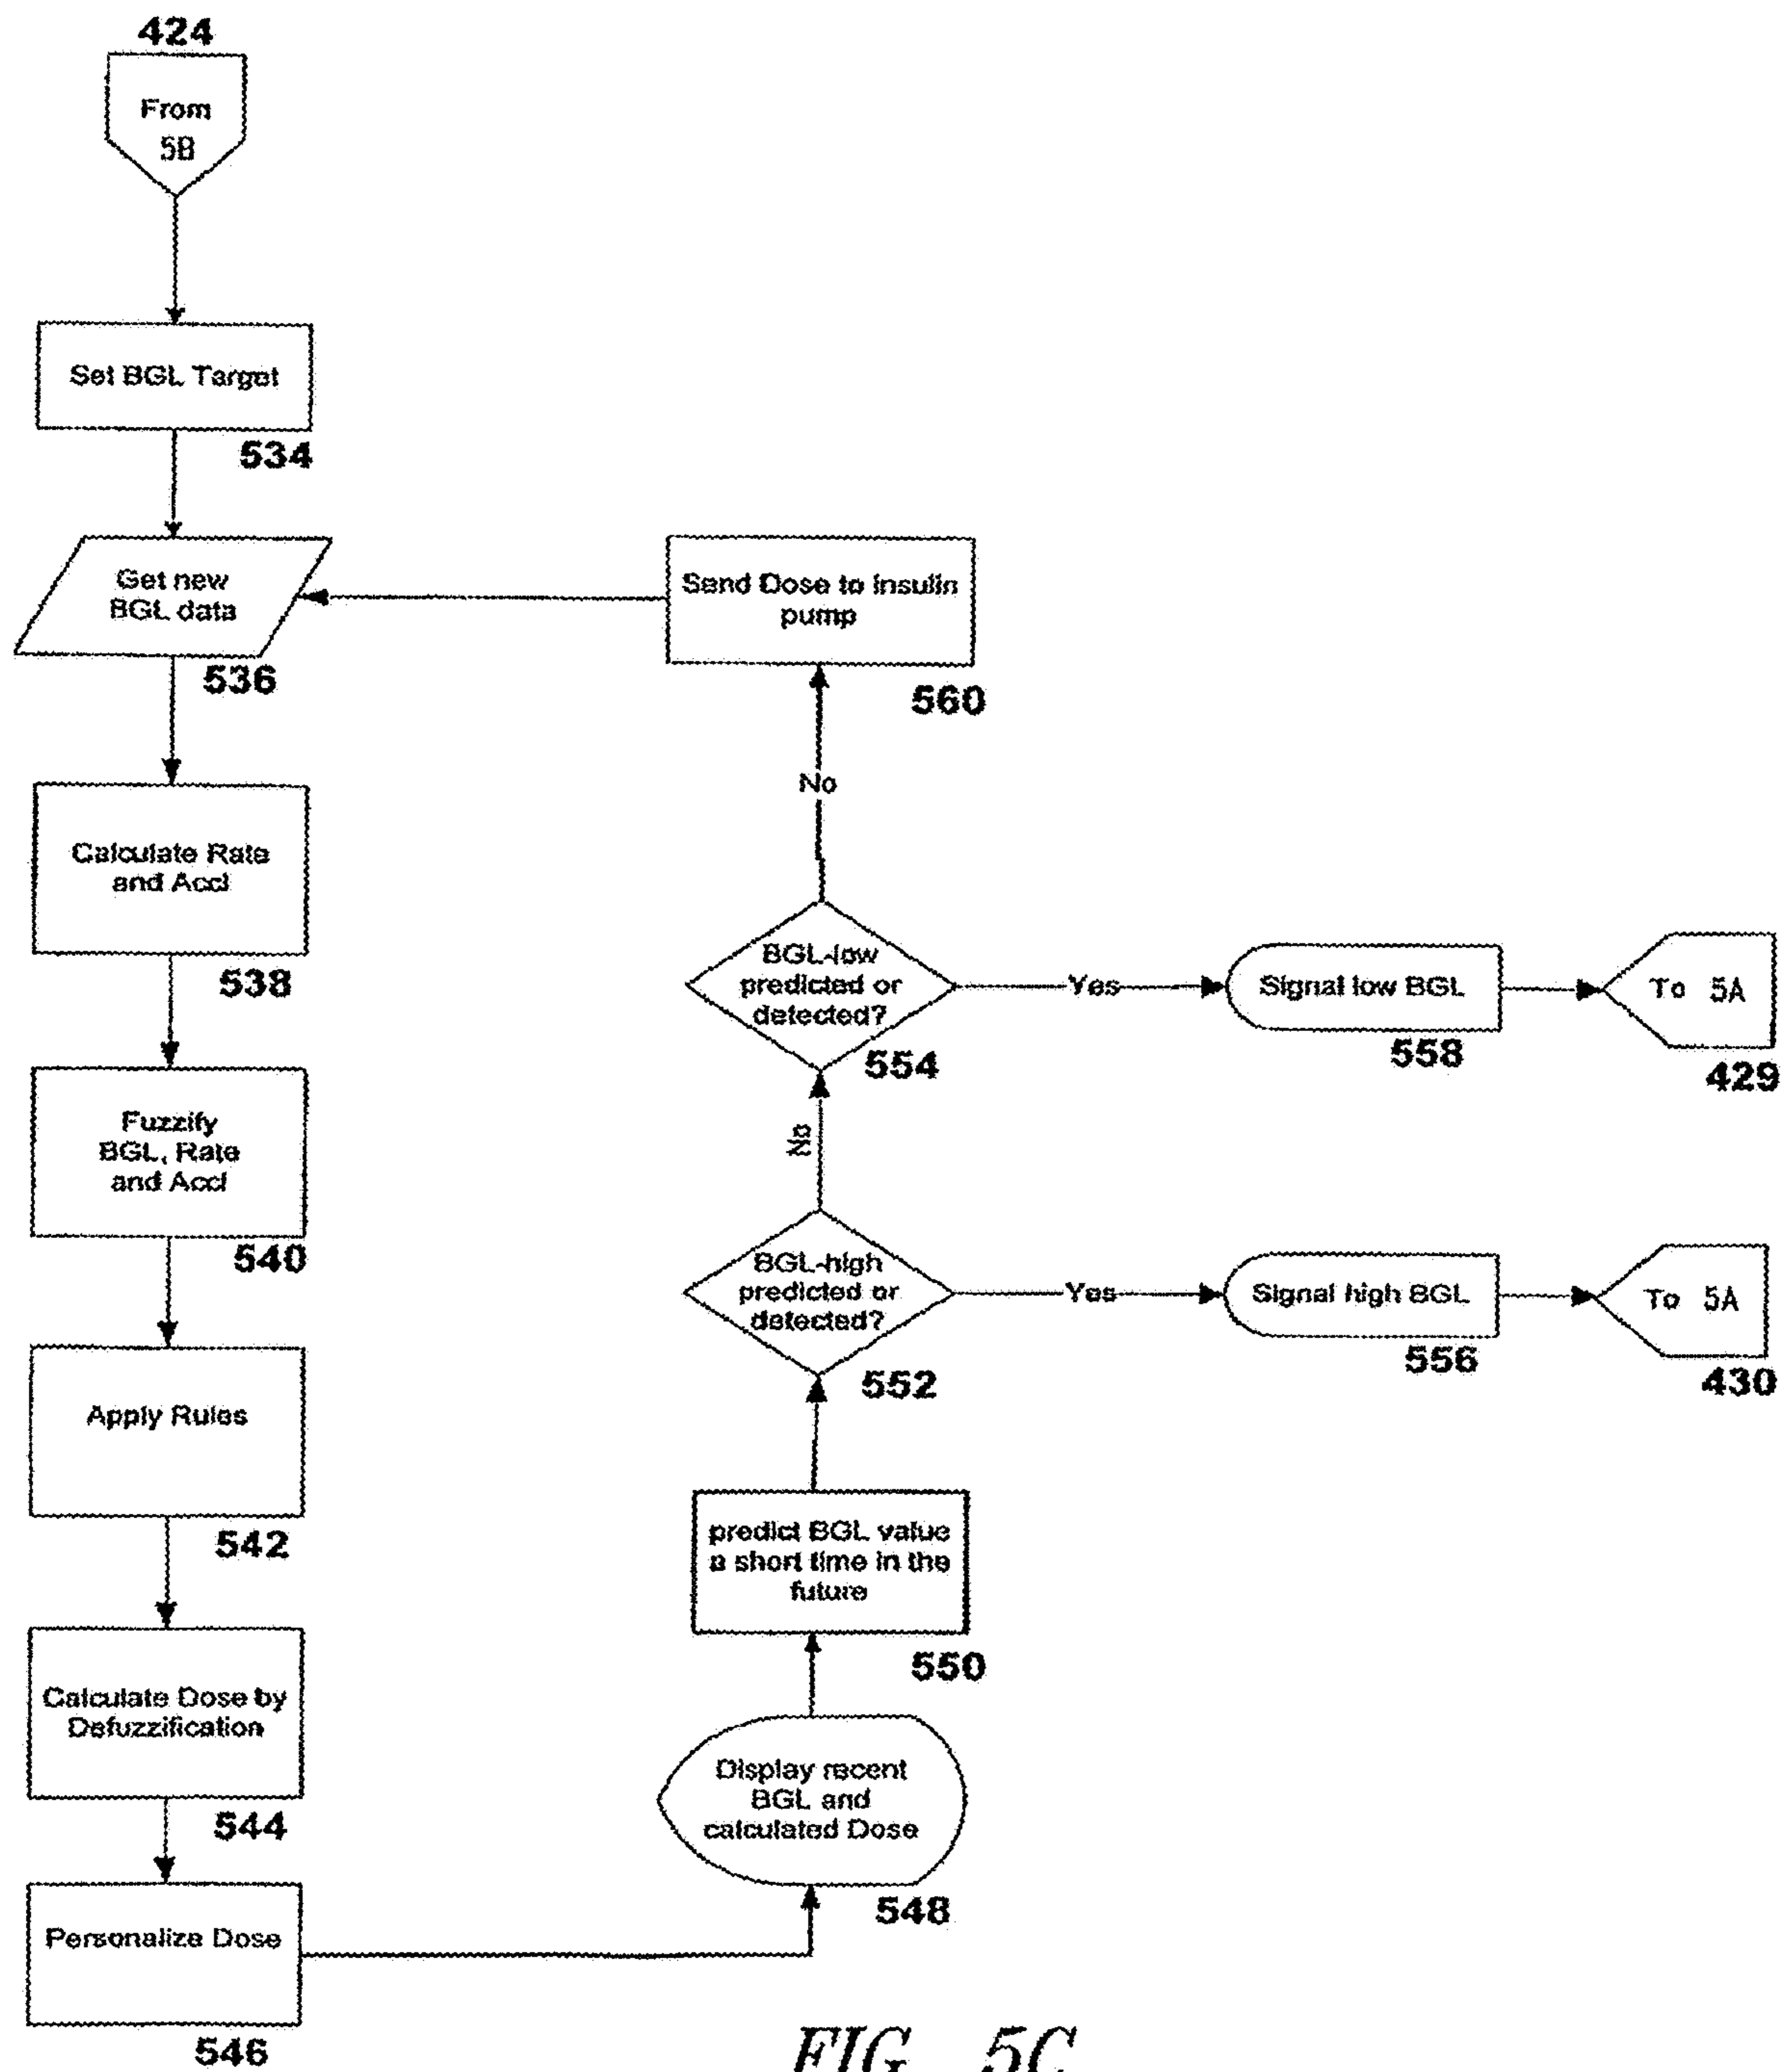 424
From
5B
Set BGL Target
534
Get new
BGL data
536
Calculate Rate
and Accl
538
Fuzzify
BGL, Rate
and Accl
540
Apply Rules
542
Calculate Dose by
Defuzzification
544
Personalize Dose
546
Display recent
BGL and
calculated Dose
548
predict BGL value
a short time in the
future
550
BGL-high
predicted or
detected?
552
Yes
Signal high BGL
556
To 5A
430
No
BGL-low
predicted or
detected?
554
Yes
Signal low BGL
558
To 5A
429
No
Send Dose to insulin
pump
560
FIG. 5C